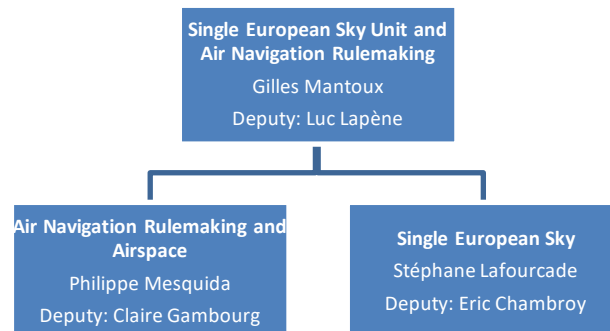 Single European Sky Unit and
Air Navigation Rulemaking
Gilles Mantoux
Deputy: Luc Lapène
Air Navigation Rulemaking and
Airspace
Philippe Mesquida
Deputy: Claire Gambourg
Single European Sky
Stéphane Lafourcade
Deputy: Eric Chambroy